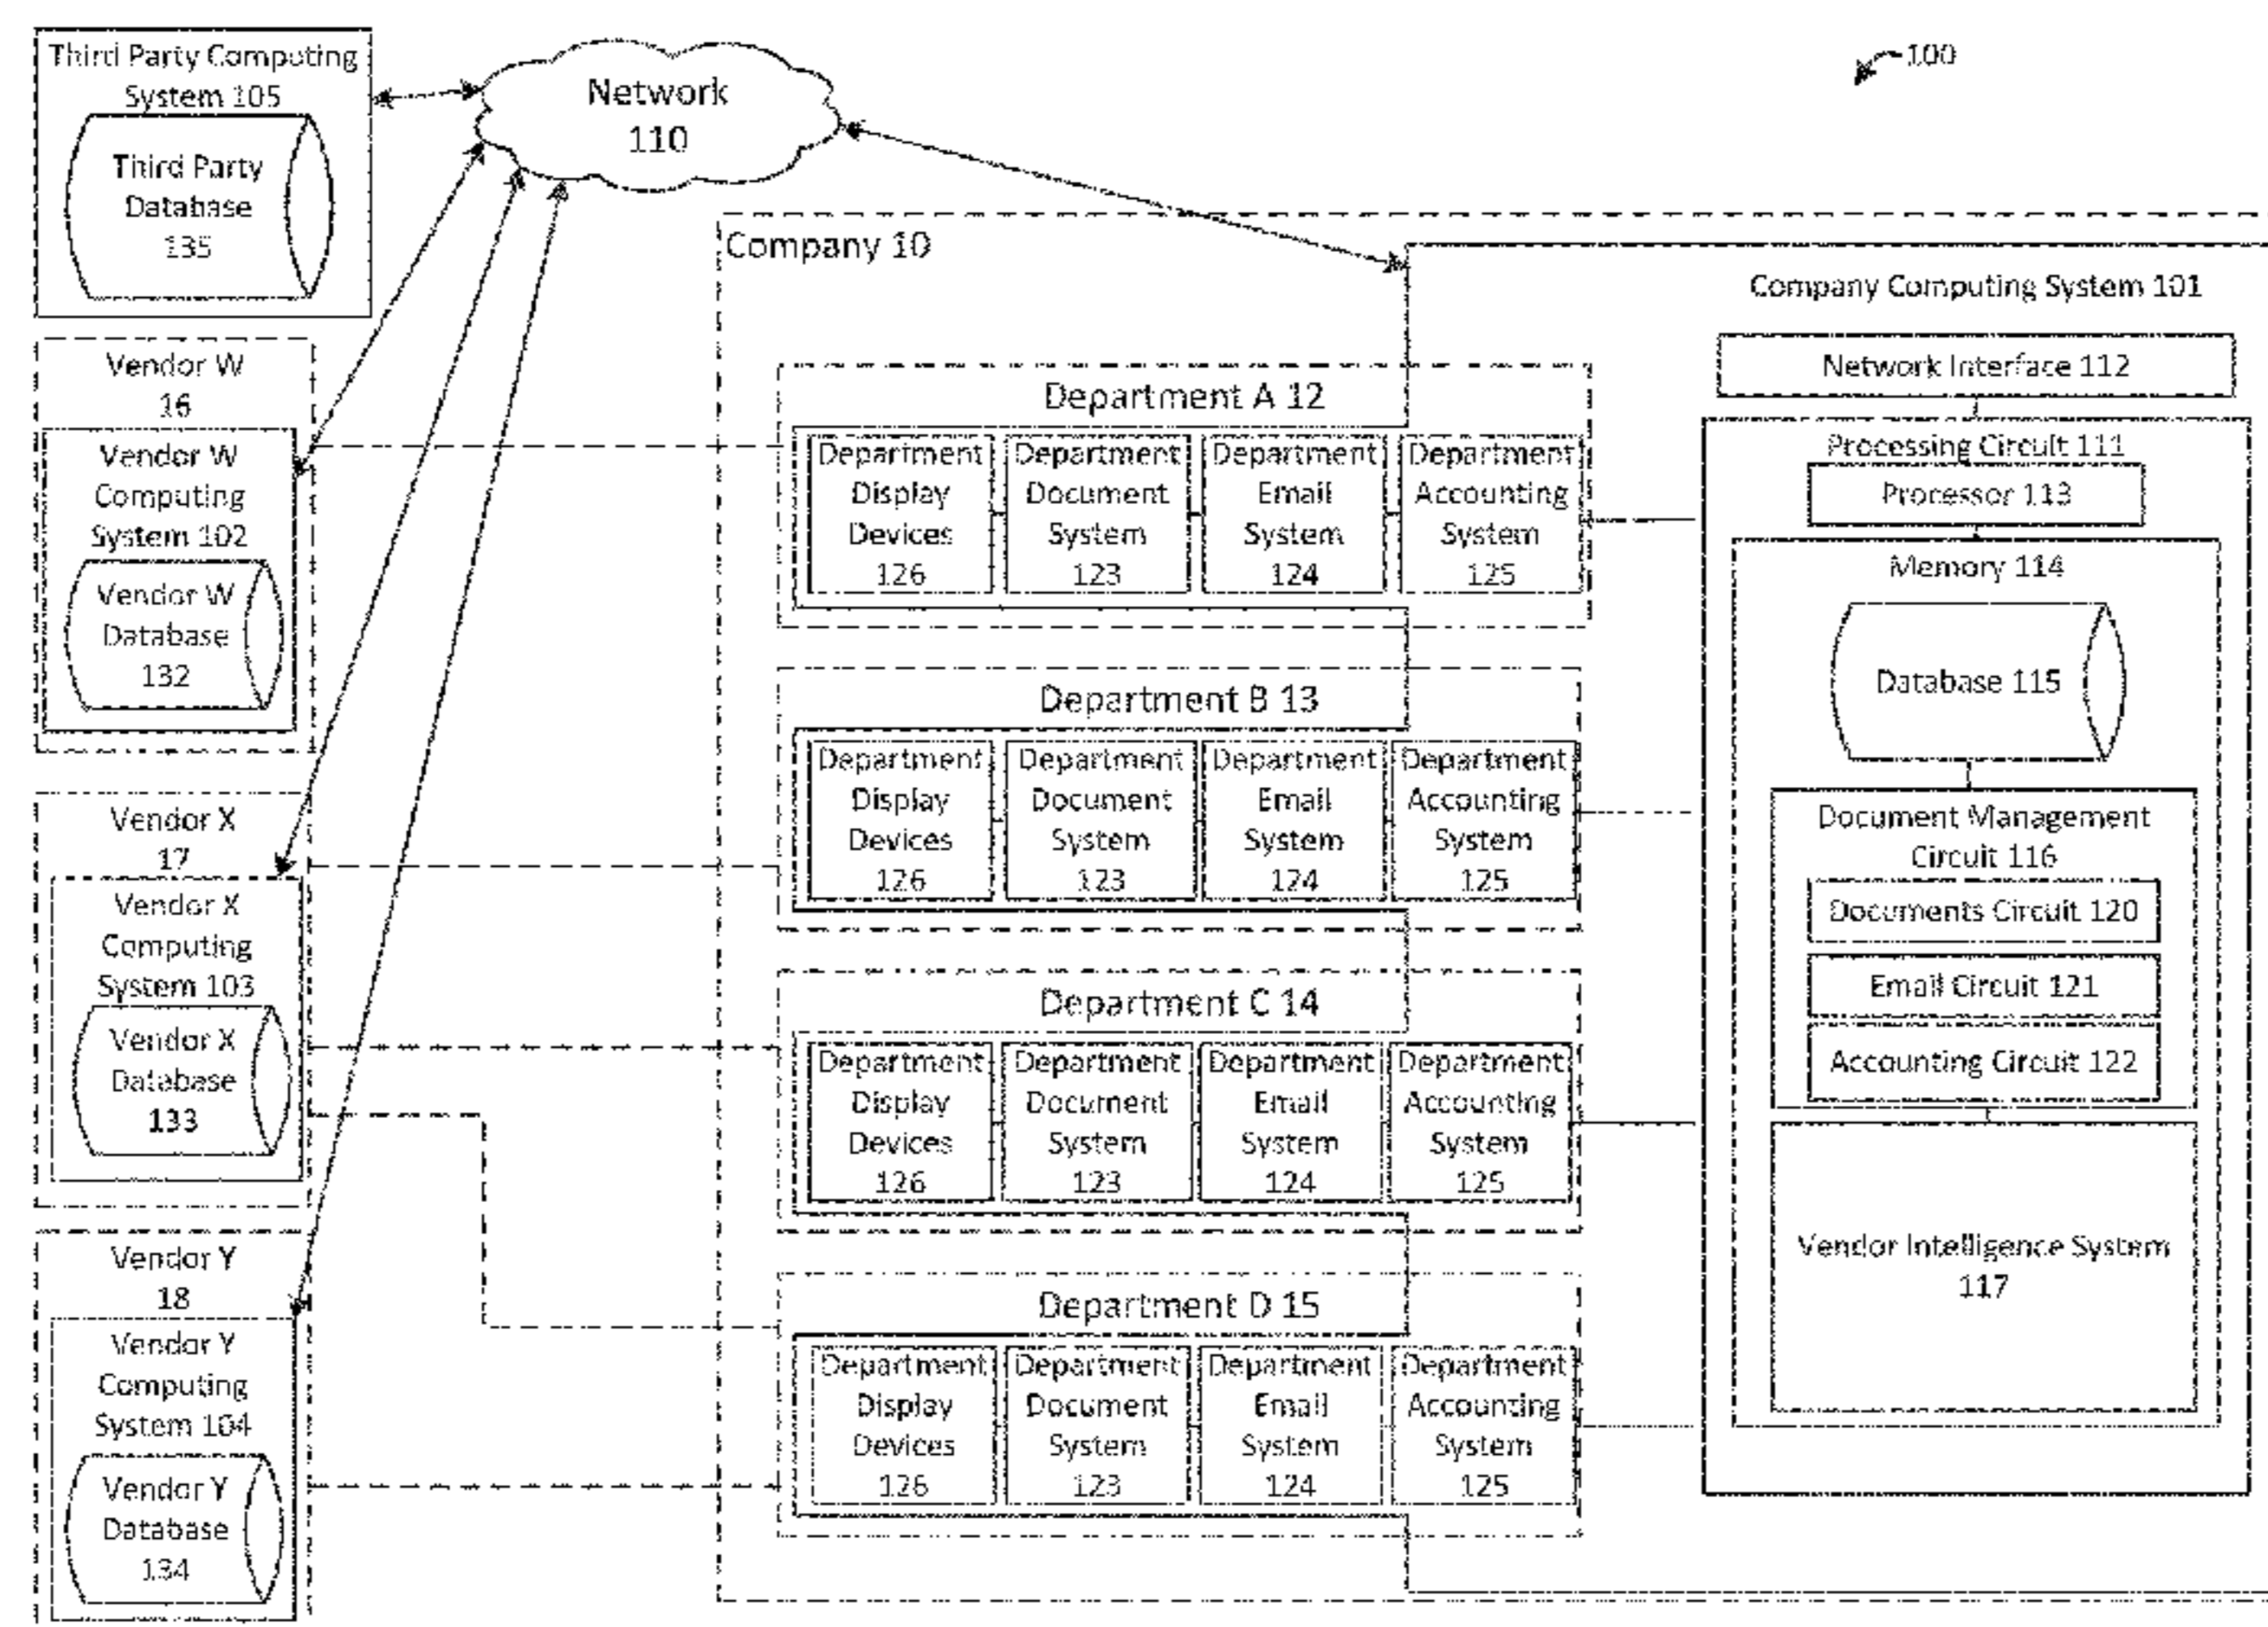 Third Party Computing
System 105
Third Party
Database
135
Network
110
100
Vendor W
16
Vendor W
Computing
System 102
Vendor W
Database
132
Vendor X
17
Vendor X
Computing
System 103
Vendor X
Database
133
Vendor Y
18
Vendor Y
Computing
System 104
Vendor Y
Database
134
Company 10
Department A 12
Department
Display
Devices
126
Department
Document
System
123
Department
Email
System
124
Department
Accounting
System
125
Department B 13
Department
Display
Devices
126
Department
Document
System
123
Department
Email
System
124
Department
Accounting
System
125
Department C 14
Department
Display
Devices
126
Department
Document
System
123
Department
Email
System
124
Department
Accounting
System
125
Department D 15
Department
Display
Devices
126
Department
Document
System
123
Department
Email
System
124
Department
Accounting
System
125
Company Computing System 101
Network Interface 112
Processing Circuit 111
Processor 113
Memory 114
Database 115
Document Management
Circuit 116
Documents Circuit 120
Email Circuit 121
Accounting Circuit 122
Vendor Intelligence System
117